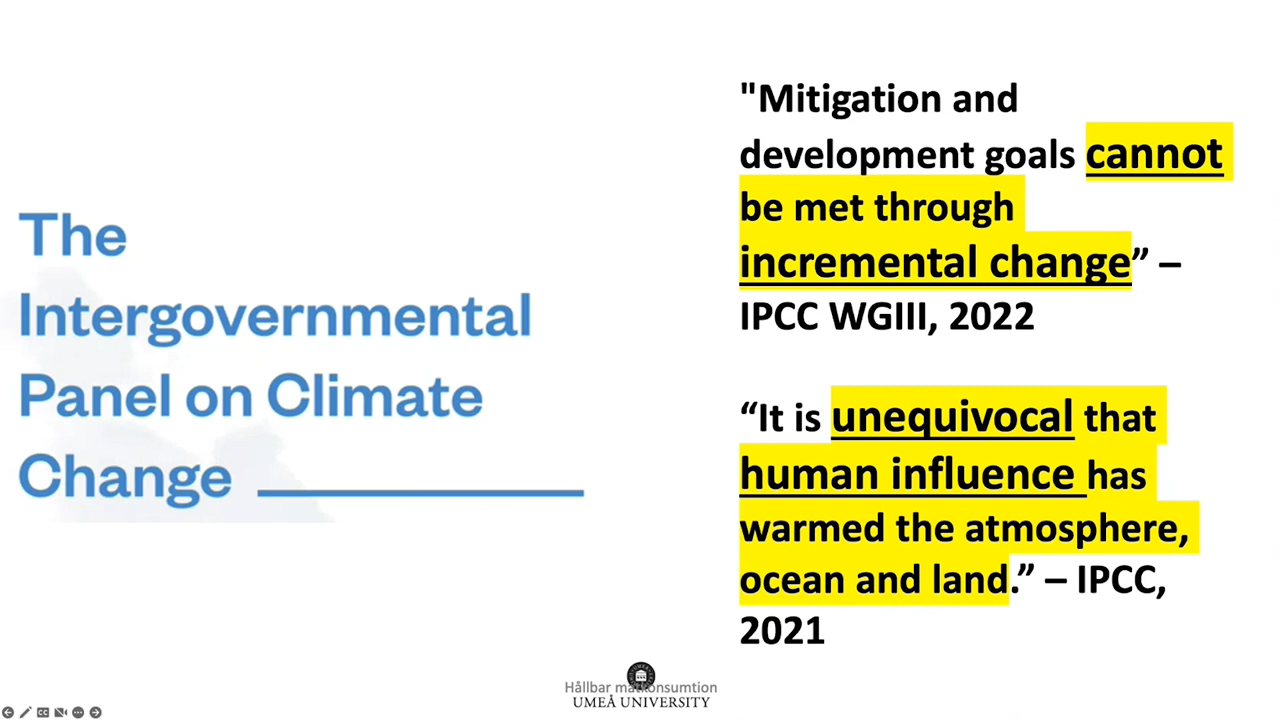 The
Intergovernmental
Panel on Climate
Change
"Mitigation and
development goals cannot
be met through
incremental change” –
IPCC WGIII, 2022
“It is unequivocal that
human influence has
warmed the atmosphere,
ocean and land.” – IPCC,
2021
Hållbar matkonsumtion
UMEÅ UNIVERSITY